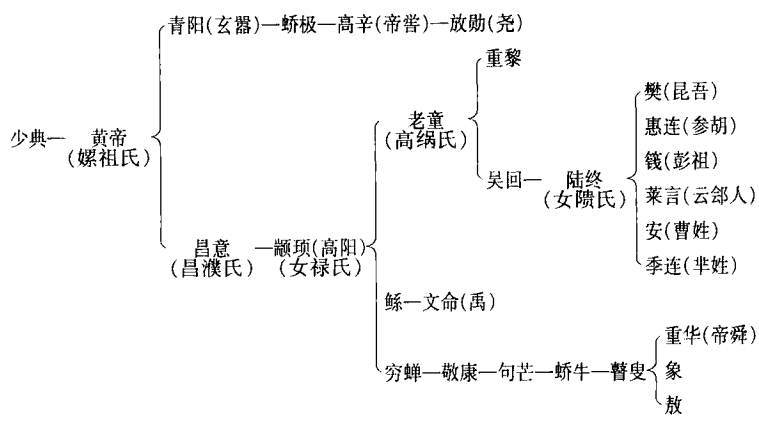 青阳(玄嚣)—蛴极—高辛(帝喾)—放勋(尧)
重黎
樊(昆吾)
老童
(高𬘯氏)
惠连(参胡)
少典— 黄帝
(嫘祖氏)
篯(彭祖)
吴回— 陆终
(女隤氏)
莱言(云郐人)
安(曹姓)
昌意 —颛顼(高阳)
(昌濮氏) (女禄氏)
季连(芈姓)
鲧—文命(禹)
重华(帝舜)
穷蝉—敬康—句芒—蛴牛—瞽叟
象
敖